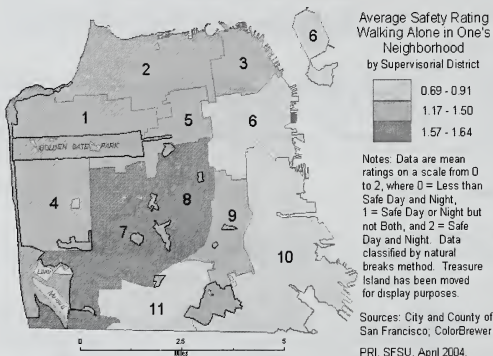 Average Safety Rating
Walking Alone in One's
Neighborhood
by Supervisorial District
0.69 - 0.91
1.17 - 1.50
1.57 - 1.64
Notes: Data are mean
ratings on a scale from 0
to 2, where 0 = Less than
Safe Day and Night,
1 = Safe Day or Night but
not Both, and 2 = Safe
Day and Night. Data
classified by natural
breaks method. Treasure
Island has been moved
for display purposes.
Sources: City and County of
San Francisco; ColorBrewer
PRI, SFSU, April 2004.
6
2
3
1
5
6
GOLDEN GATE PARK
4
8
7
9
10
LAKE
MERCED
11
0
2.5
5
Miles